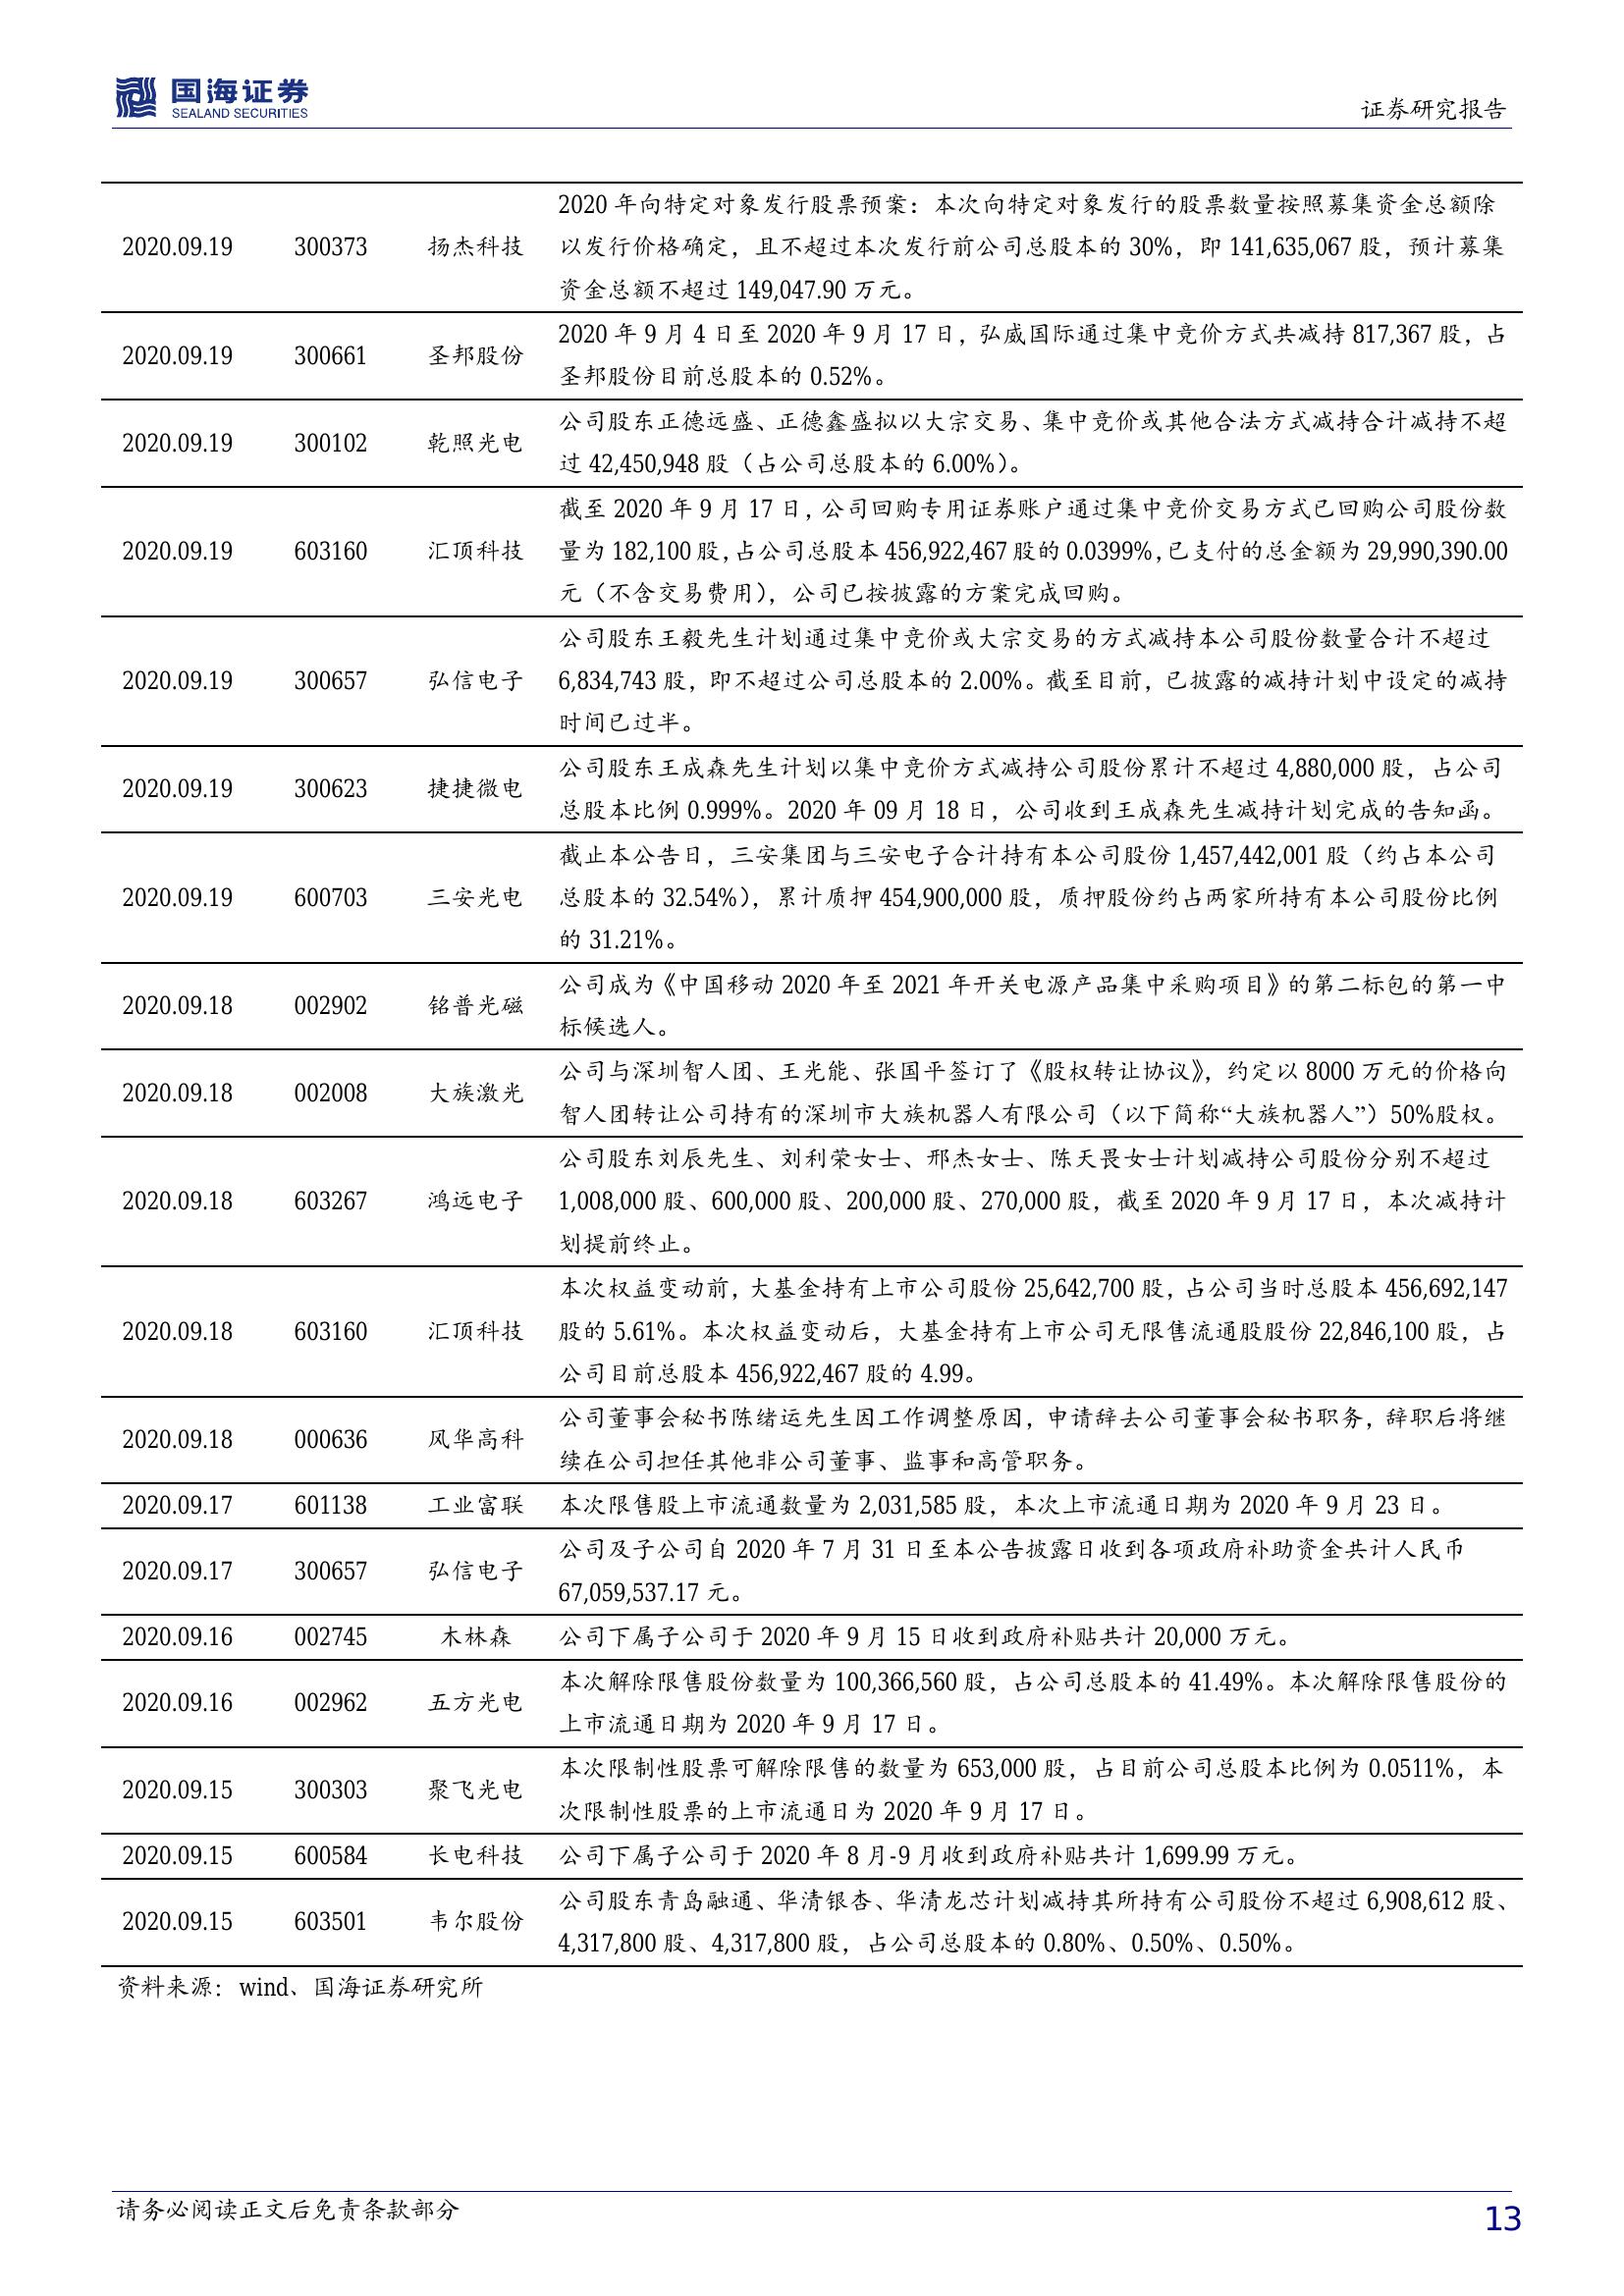 国海证券
SEALAND SECURITIES
证券研究报告
2020.09.19 300373 扬杰科技 2020 年向特定对象发行股票预案：本次向特定对象发行的股票数量按照募集资金总额除
以发行价格确定，且不超过本次发行前公司总股本的 30%，即 141,635,067 股，预计募集
资金总额不超过 149,047.90 万元。
2020.09.19 300661 圣邦股份 2020 年 9 月 4 日至 2020 年 9 月 17 日，弘威国际通过集中竞价方式共减持 817,367 股，占
圣邦股份目前总股本的 0.52%。
2020.09.19 300102 乾照光电 公司股东正德远盛、正德鑫盛拟以大宗交易、集中竞价或其他合法方式减持合计减持不超
过 42,450,948 股（占公司总股本的 6.00%）。
2020.09.19 603160 汇顶科技 截至 2020 年 9 月 17 日，公司回购专用证券账户通过集中竞价交易方式已回购公司股份数
量为 182,100 股，占公司总股本 456,922,467 股的 0.0399%，已支付的总金额为 29,990,390.00
元（不含交易费用），公司已按披露的方案完成回购。
2020.09.19 300657 弘信电子 公司股东王毅先生计划通过集中竞价或大宗交易的方式减持本公司股份数量合计不超过
6,834,743 股，即不超过公司总股本的 2.00%。截至目前，已披露的减持计划中设定的减持
时间已过半。
2020.09.19 300623 捷捷微电 公司股东王成森先生计划以集中竞价方式减持公司股份累计不超过 4,880,000 股，占公司
总股本比例 0.999%。2020 年 09 月 18 日，公司收到王成森先生减持计划完成的告知函。
2020.09.19 600703 三安光电 截止本公告日，三安集团与三安电子合计持有本公司股份 1,457,442,001 股（约占本公司
总股本的 32.54%），累计质押 454,900,000 股，质押股份约占两家所持有本公司股份比例
的 31.21%。
2020.09.18 002902 铭普光磁 公司成为《中国移动 2020 年至 2021 年开关电源产品集中采购项目》的第二标包的第一中
标候选人。
2020.09.18 002008 大族激光 公司与深圳智人团、王光能、张国平签订了《股权转让协议》，约定以 8000 万元的价格向
智人团转让公司持有的深圳市大族机器人有限公司（以下简称“大族机器人”）50%股权。
2020.09.18 603267 鸿远电子 公司股东刘辰先生、刘利荣女士、邢杰女士、陈天畏女士计划减持公司股份分别不超过
1,008,000 股、600,000 股、200,000 股、270,000 股，截至 2020 年 9 月 17 日，本次减持计
划提前终止。
2020.09.18 603160 汇顶科技 本次权益变动前，大基金持有上市公司股份 25,642,700 股，占公司当时总股本 456,692,147
股的 5.61%。本次权益变动后，大基金持有上市公司无限售流通股股份 22,846,100 股，占
公司目前总股本 456,922,467 股的 4.99。
2020.09.18 000636 风华高科 公司董事会秘书陈绪运先生因工作调整原因，申请辞去公司董事会秘书职务，辞职后将继
续在公司担任其他非公司董事、监事和高管职务。
2020.09.17 601138 工业富联 本次限售股上市流通数量为 2,031,585 股，本次上市流通日期为 2020 年 9 月 23 日。
2020.09.17 300657 弘信电子 公司及子公司自 2020 年 7 月 31 日至本公告披露日收到各项政府补助资金共计人民币
67,059,537.17 元。
2020.09.16 002745 木林森 公司下属子公司于 2020 年 9 月 15 日收到政府补贴共计 20,000 万元。
2020.09.16 002962 五方光电 本次解除限售股份数量为 100,366,560 股，占公司总股本的 41.49%。本次解除限售股份的
上市流通日期为 2020 年 9 月 17 日。
2020.09.15 300303 聚飞光电 本次限制性股票可解除限售的数量为 653,000 股，占目前公司总股本比例为 0.0511%，本
次限制性股票的上市流通日为 2020 年 9 月 17 日。
2020.09.15 600584 长电科技 公司下属子公司于 2020 年 8 月-9 月收到政府补贴共计 1,699.99 万元。
2020.09.15 603501 韦尔股份 公司股东青岛融通、华清银杏、华清龙芯计划减持其所持有公司股份不超过 6,908,612 股、
4,317,800 股、4,317,800 股，占公司总股本的 0.80%、0.50%、0.50%。
资料来源：wind、国海证券研究所
请务必阅读正文后免责条款部分
13